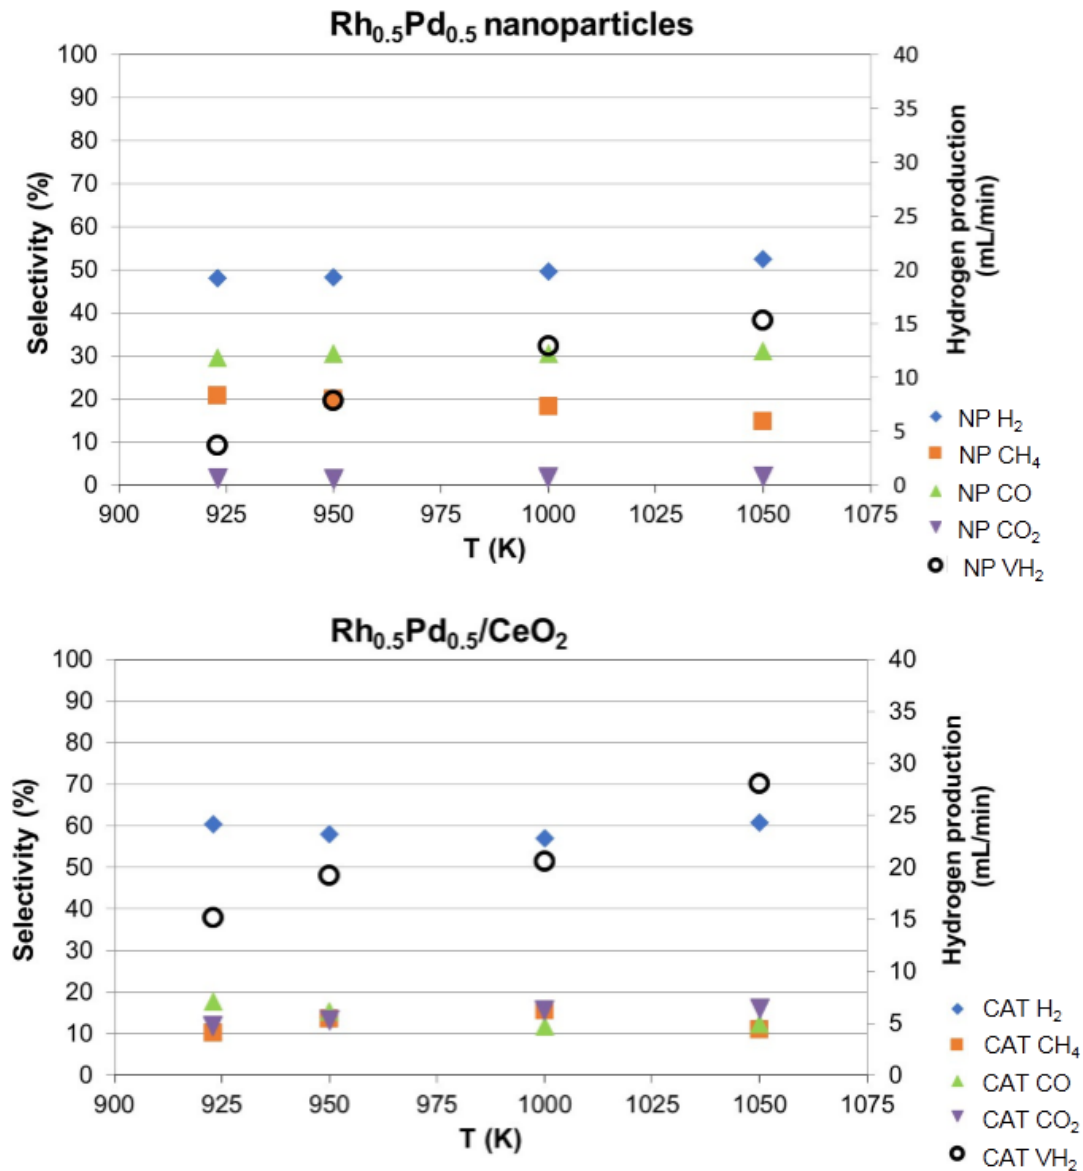 Rh0.5Pd0.5 nanoparticles
Selectivity (%)
100
90
80
70
60
50
40
30
20
10
0
900
925
950
975
1000
1025
1050
1075
T (K)
40
35
30
25
20
15
10
5
0
Hydrogen production
(mL/min)
NP H2
NP CH4
NP CO
NP CO2
NP VH2
Rh0.5Pd0.5/CeO2
Selectivity (%)
100
90
80
70
60
50
40
30
20
10
0
900
925
950
975
1000
1025
1050
1075
T (K)
40
35
30
25
20
15
10
5
0
Hydrogen production
(mL/min)
CAT H2
CAT CH4
CAT CO
CAT CO2
CAT VH2